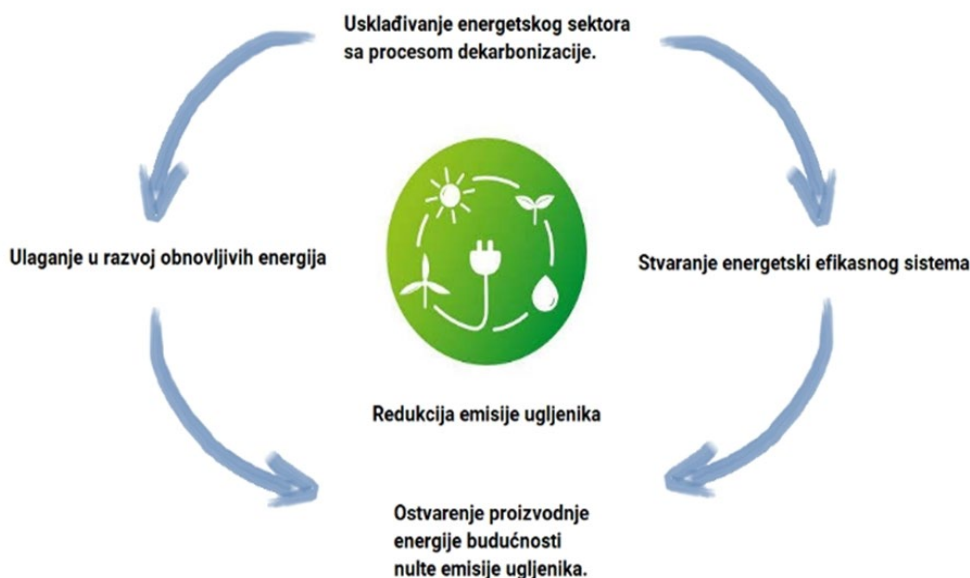 Usklađivanje energetskog sektora
sa procesom dekarbonizacije.
Ulaganje u razvoj obnovljivih energija
Stvaranje energetski efikasnog sistema
Redukcija emisije ugljenika
Ostvarenje proizvodnje
energije budućnosti
nulte emisije ugljenika.